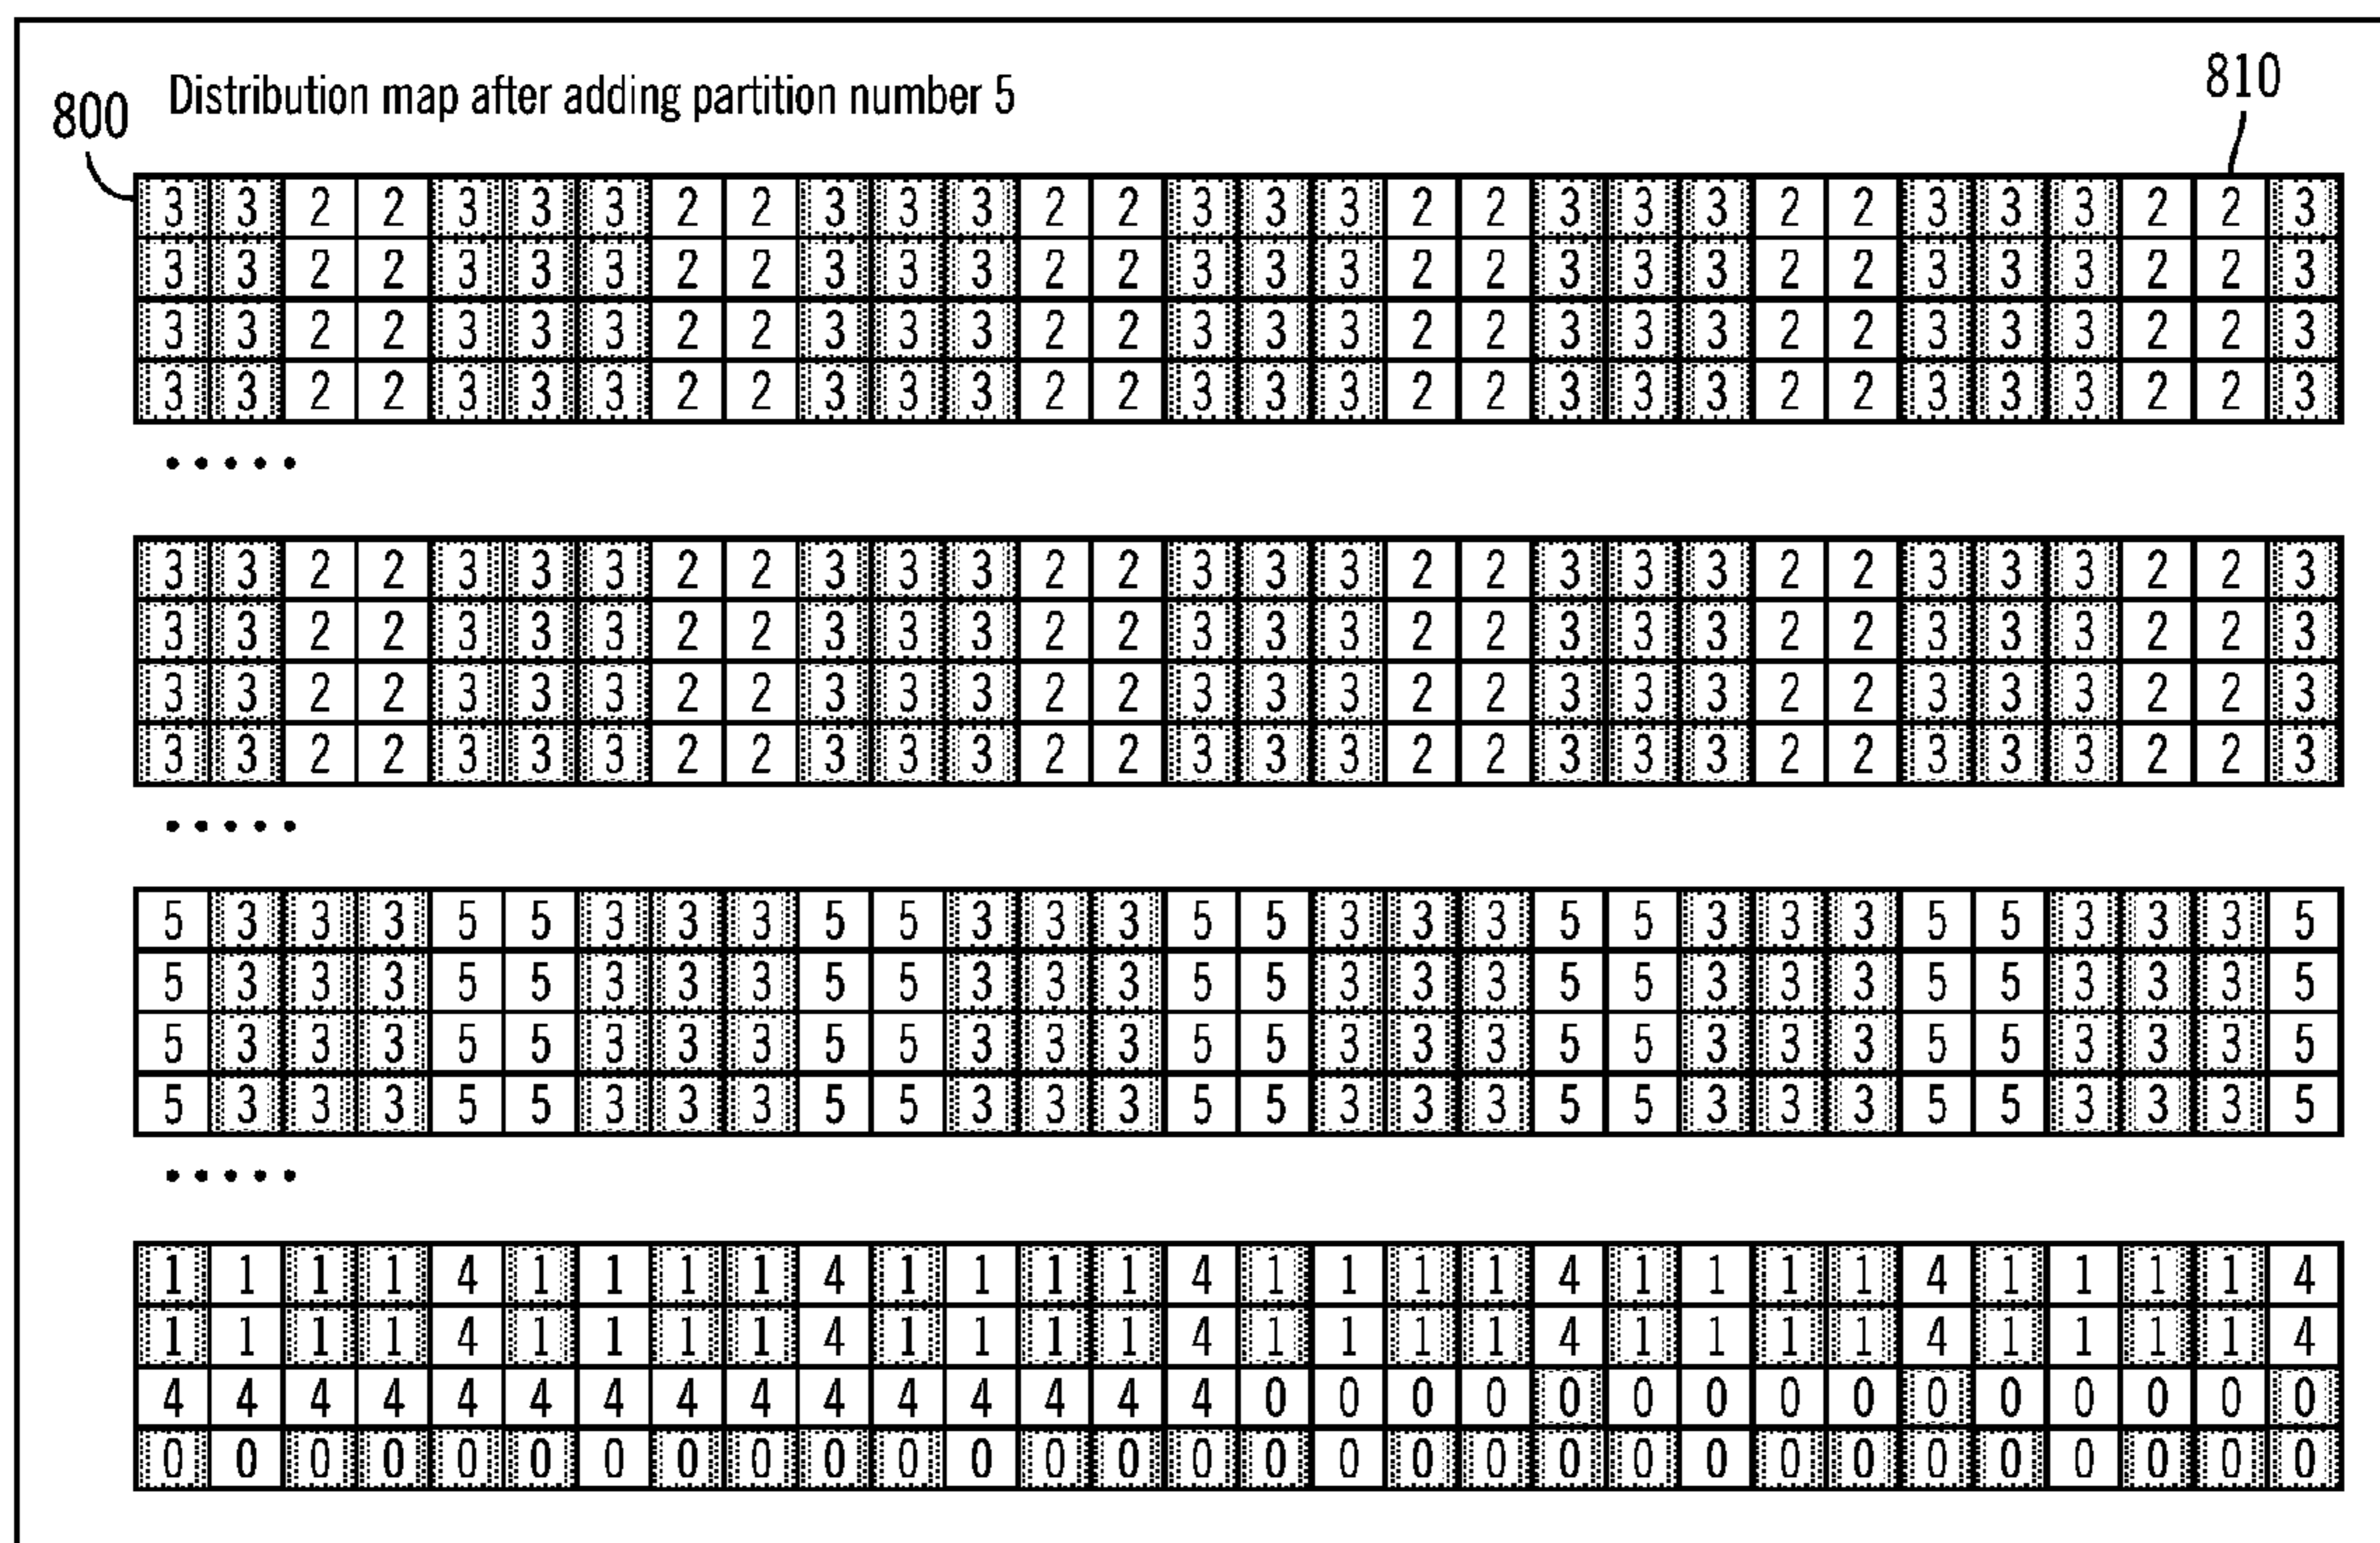 800 Distribution map after adding partition number 5 810
3 3 2 2 3 3 3 2 2 3 3 3 2 2 3 3 3 2 2 3 3 3 2 2 3 3 3 2 2 3
3 3 2 2 3 3 3 2 2 3 3 3 2 2 3 3 3 2 2 3 3 3 2 2 3 3 3 2 2 3
3 3 2 2 3 3 3 2 2 3 3 3 2 2 3 3 3 2 2 3 3 3 2 2 3 3 3 2 2 3
3 3 2 2 3 3 3 2 2 3 3 3 2 2 3 3 3 2 2 3 3 3 2 2 3 3 3 2 2 3
.....
3 3 2 2 3 3 3 2 2 3 3 3 2 2 3 3 3 2 2 3 3 3 2 2 3 3 3 2 2 3
3 3 2 2 3 3 3 2 2 3 3 3 2 2 3 3 3 2 2 3 3 3 2 2 3 3 3 2 2 3
3 3 2 2 3 3 3 2 2 3 3 3 2 2 3 3 3 2 2 3 3 3 2 2 3 3 3 2 2 3
3 3 2 2 3 3 3 2 2 3 3 3 2 2 3 3 3 2 2 3 3 3 2 2 3 3 3 2 2 3
.....
5 3 3 3 5 5 3 3 3 5 5 3 3 3 5 5 3 3 3 5 5 3 3 3 5 5 3 3 3 5
5 3 3 3 5 5 3 3 3 5 5 3 3 3 5 5 3 3 3 5 5 3 3 3 5 5 3 3 3 5
5 3 3 3 5 5 3 3 3 5 5 3 3 3 5 5 3 3 3 5 5 3 3 3 5 5 3 3 3 5
5 3 3 3 5 5 3 3 3 5 5 3 3 3 5 5 3 3 3 5 5 3 3 3 5 5 3 3 3 5
.....
1 1 1 1 4 1 1 1 1 4 1 1 1 1 4 1 1 1 1 4 1 1 1 1 4 1 1 1 1 4
1 1 1 1 4 1 1 1 1 4 1 1 1 1 4 1 1 1 1 4 1 1 1 1 4 1 1 1 1 4
4 4 4 4 4 4 4 4 4 4 4 4 4 4 4 0 0 0 0 0 0 0 0 0 0 0 0 0 0 0
0 0 0 0 0 0 0 0 0 0 0 0 0 0 0 0 0 0 0 0 0 0 0 0 0 0 0 0 0 0